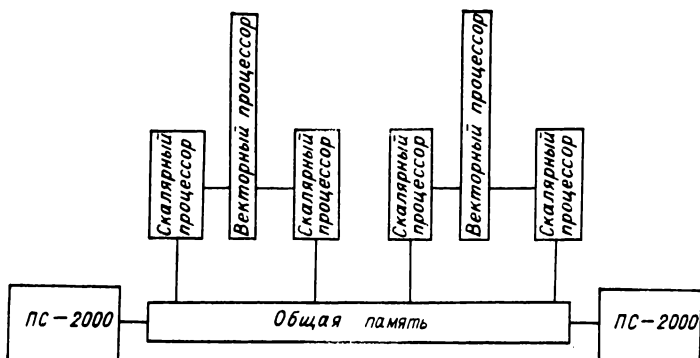 Скалярный
процессор
Векторный процессор
Скалярный
процессор
Скалярный
процессор
Векторный процессор
Скалярный
процессор
ПС-2000
Общая память
ПС-2000